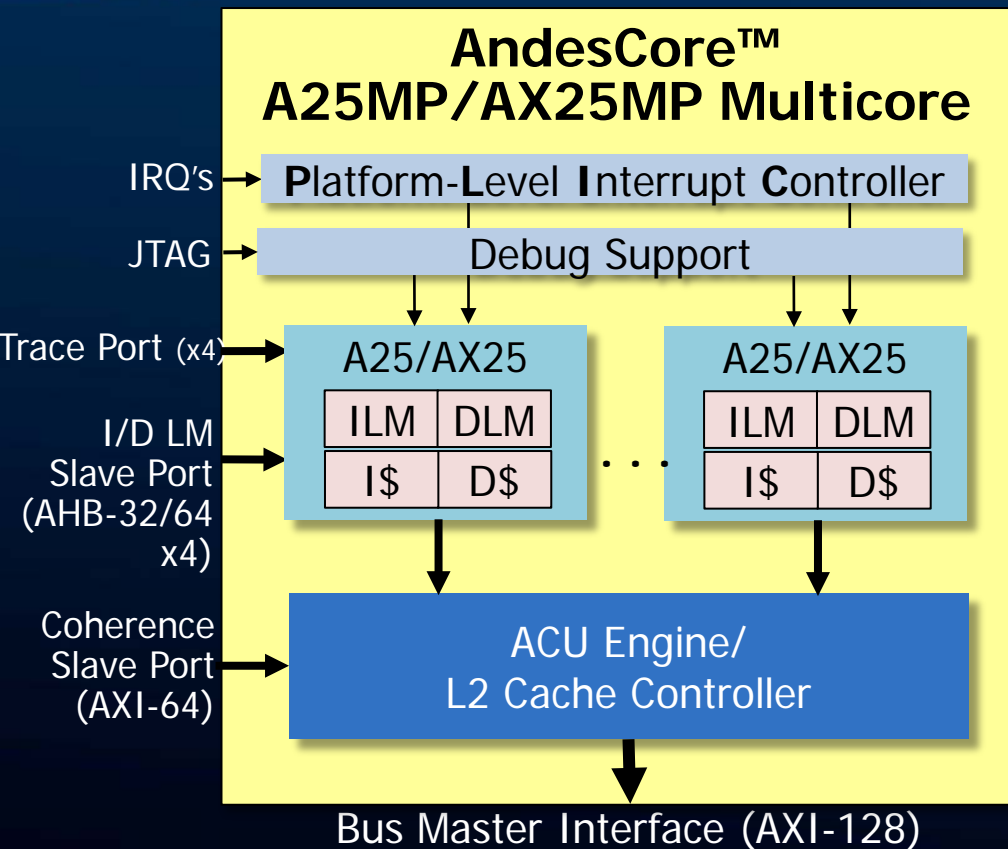 AndesCore™
A25MP/AX25MP Multicore
IRQ's
Platform-Level Interrupt Controller
JTAG
Debug Support
Trace Port (x4)
A25/AX25
ILM DLM
I$ D$
. . .
A25/AX25
ILM DLM
I$ D$
I/D LM
Slave Port
(AHB-32/64
x4)
Coherence
Slave Port
(AXI-64)
ACU Engine/
L2 Cache Controller
Bus Master Interface (AXI-128)